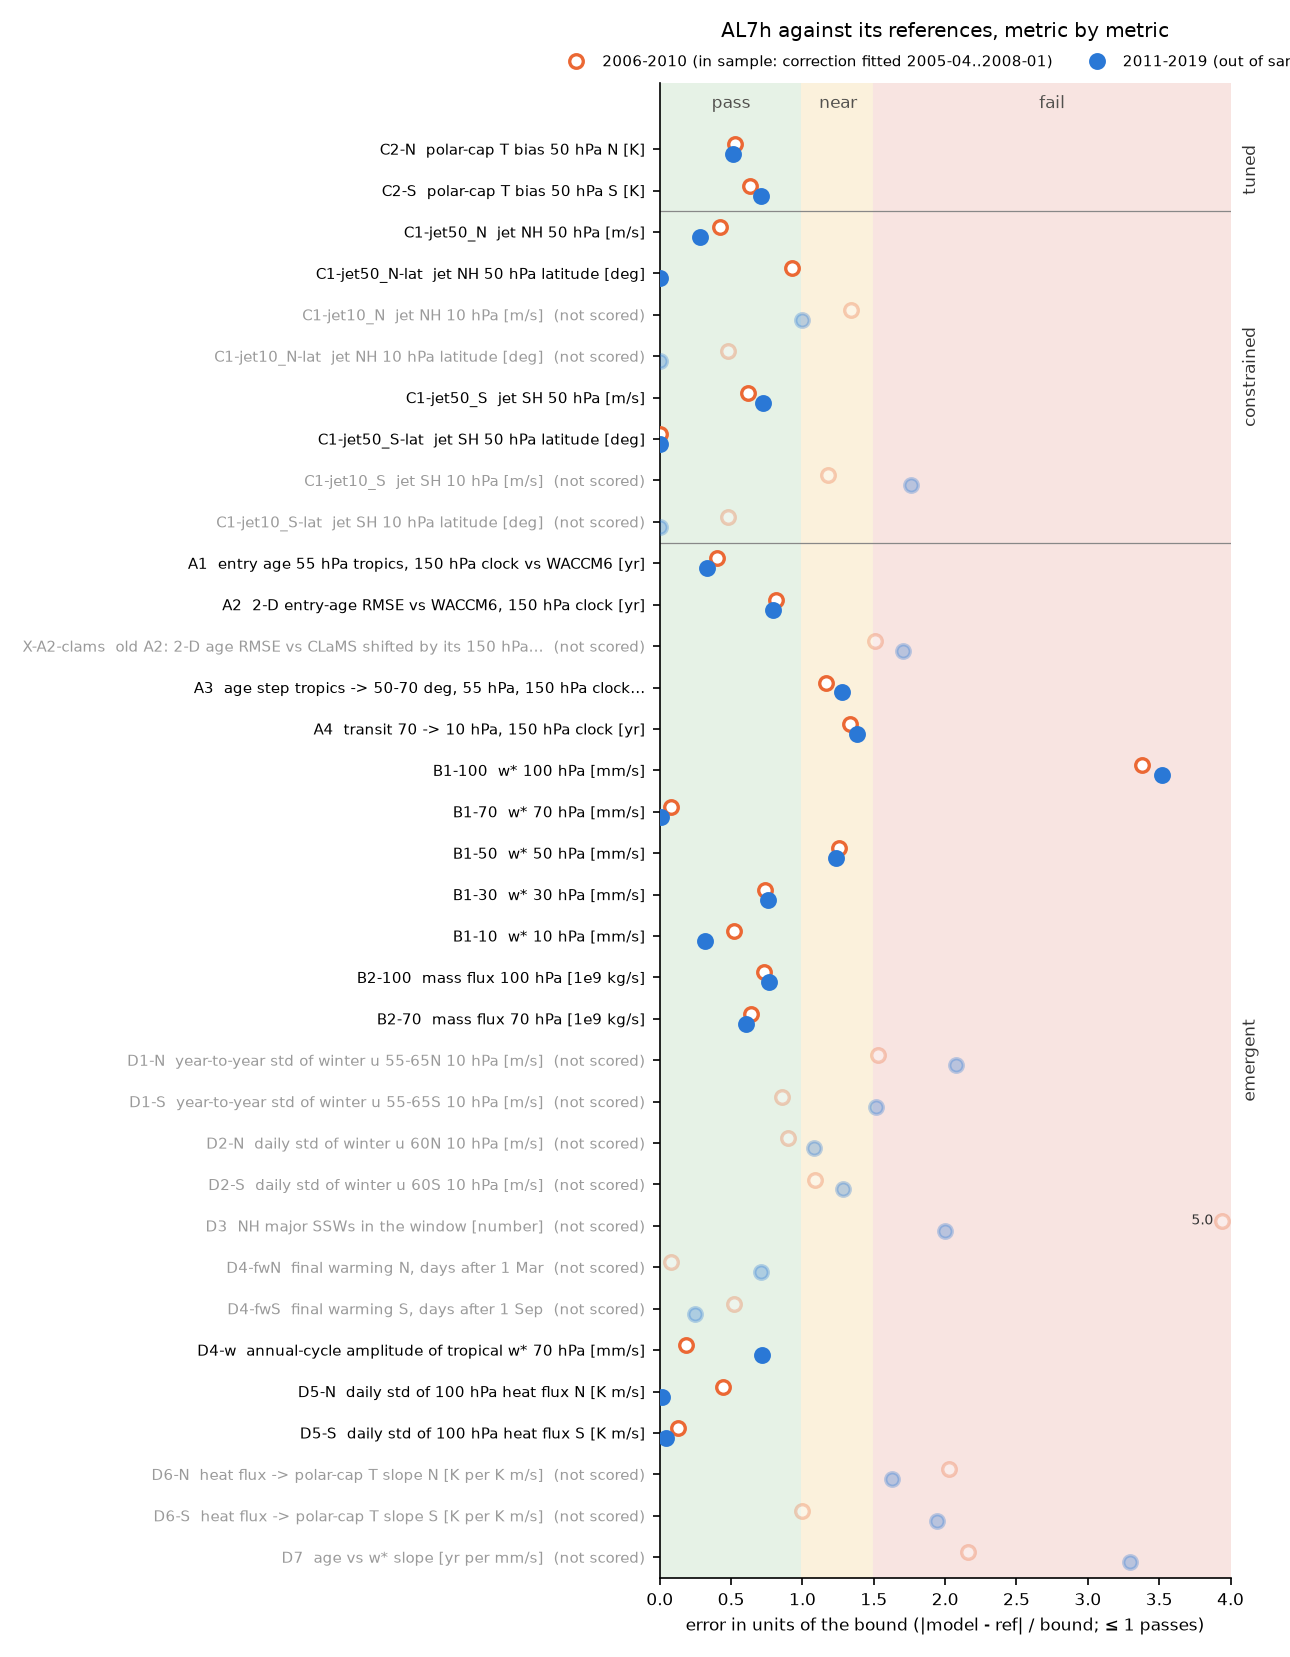 AL7h against its references, metric by metric
2006-2010 (in sample: correction fitted 2005-04..2008-01)
2011-2019 (out of sar
pass
near
fail
C2-N polar-cap T bias 50 hPa N [K]
C2-S polar-cap T bias 50 hPa S [K]
tuned
C1-jet50_N jet NH 50 hPa [m/s]
C1-jet50_N-lat jet NH 50 hPa latitude [deg]
C1-jet10_N jet NH 10 hPa [m/s] (not scored)
C1-jet10_N-lat jet NH 10 hPa latitude [deg] (not scored)
C1-jet50_S jet SH 50 hPa [m/s]
C1-jet50_S-lat jet SH 50 hPa latitude [deg]
C1-jet10_S jet SH 10 hPa [m/s] (not scored)
C1-jet10_S-lat jet SH 10 hPa latitude [deg] (not scored)
constrained
A1 entry age 55 hPa tropics, 150 hPa clock vs WACCM6 [yr]
A2 2-D entry-age RMSE vs WACCM6, 150 hPa clock [yr]
X-A2-clams old A2: 2-D age RMSE vs CLaMS shifted by its 150 hPa... (not scored)
A3 age step tropics -> 50-70 deg, 55 hPa, 150 hPa clock...
A4 transit 70 -> 10 hPa, 150 hPa clock [yr]
B1-100 w* 100 hPa [mm/s]
B1-70 w* 70 hPa [mm/s]
B1-50 w* 50 hPa [mm/s]
B1-30 w* 30 hPa [mm/s]
B1-10 w* 10 hPa [mm/s]
B2-100 mass flux 100 hPa [1e9 kg/s]
B2-70 mass flux 70 hPa [1e9 kg/s]
D1-N year-to-year std of winter u 55-65N 10 hPa [m/s] (not scored)
D1-S year-to-year std of winter u 55-65S 10 hPa [m/s] (not scored)
D2-N daily std of winter u 60N 10 hPa [m/s] (not scored)
D2-S daily std of winter u 60S 10 hPa [m/s] (not scored)
D3 NH major SSWs in the window [number] (not scored)
5.0
D4-fwN final warming N, days after 1 Mar (not scored)
D4-fwS final warming S, days after 1 Sep (not scored)
D4-w annual-cycle amplitude of tropical w* 70 hPa [mm/s]
D5-N daily std of 100 hPa heat flux N [K m/s]
D5-S daily std of 100 hPa heat flux S [K m/s]
D6-N heat flux -> polar-cap T slope N [K per K m/s] (not scored)
D6-S heat flux -> polar-cap T slope S [K per K m/s] (not scored)
D7 age vs w* slope [yr per mm/s] (not scored)
emergent
0.0 0.5 1.0 1.5 2.0 2.5 3.0 3.5 4.0
error in units of the bound (|model - ref| / bound; ≤ 1 passes)